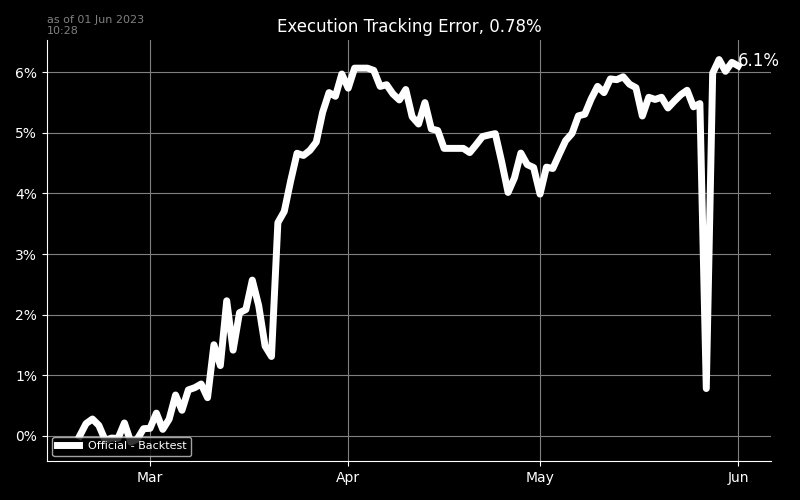 as of 01 Jun 2023
10:28
Execution Tracking Error, 0.78%
6.1%
6%
5%
4%
3%
2%
1%
0%
Official - Backtest
Mar Apr May Jun